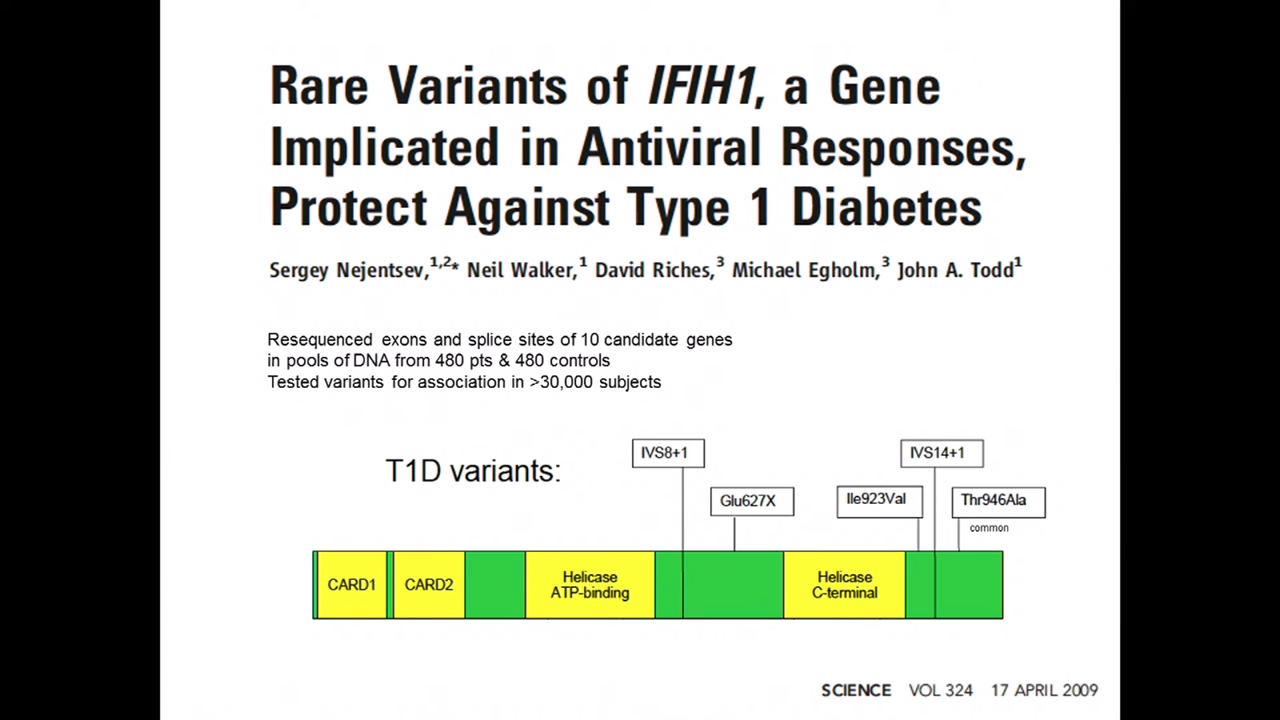 Rare Variants of IFIH1, a Gene
Implicated in Antiviral Responses,
Protect Against Type 1 Diabetes
Sergey Nejentsev,1,2* Neil Walker,1 David Riches,3 Michael Egholm,3 John A. Todd1
Resequenced exons and splice sites of 10 candidate genes
in pools of DNA from 480 pts & 480 controls
Tested variants for association in >30,000 subjects
T1D variants:
IVS8+1
IVS14+1
Glu627X
Ile923Val
Thr946Ala
common
CARD1
CARD2
Helicase
ATP-binding
Helicase
C-terminal
SCIENCE VOL 324 17 APRIL 2009